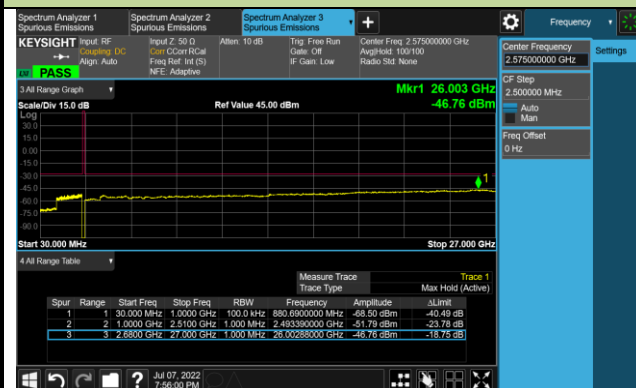 Spectrum Analyzer 1
Spurious Emissions
Spectrum Analyzer 2
Spurious Emissions
Spectrum Analyzer 3
Spurious Emissions
Frequency
KEYSIGHT
Input: RF
Coupling: DC
Align: Auto
Input Z: 50 Ω
Corr CCorr RCal
Freq Ref: Int (S)
NFE: Adaptive
Atten: 10 dB
Trig: Free Run
Gate: Off
IF Gain: Low
Center Freq: 2.575000000 GHz
Avg|Hold: 100/100
Radio Std: None
PASS
Center Frequency
2.575000000 GHz
Settings
CF Step
2.500000 MHz
Auto
Man
Freq Offset
0 Hz
3 All Range Graph
Mkr1 26.003 GHz
Scale/Div 15.0 dB
Ref Value 45.00 dBm
-46.76 dBm
Log
30.0
15.0
0.00
-15.0
-30.0
-45.0
-60.0
-75.0
-90.0
1
Start 30.000 MHz
Stop 27.000 GHz
4 All Range Table
Measure Trace Trace 1
Trace Type Max Hold (Active)
Spur Range Start Freq Stop Freq RBW Frequency Amplitude ΔLimit
1 1 30.000 MHz 1.0000 GHz 100.0 kHz 880.6900000 MHz -68.50 dBm -40.49 dB
2 2 1.0000 GHz 2.5100 GHz 1.000 MHz 2.493390000 GHz -51.79 dBm -23.78 dB
3 3 2.6800 GHz 27.000 GHz 1.000 MHz 26.00288000 GHz -46.76 dBm -18.75 dB
Jul 07, 2022
7:56:00 PM